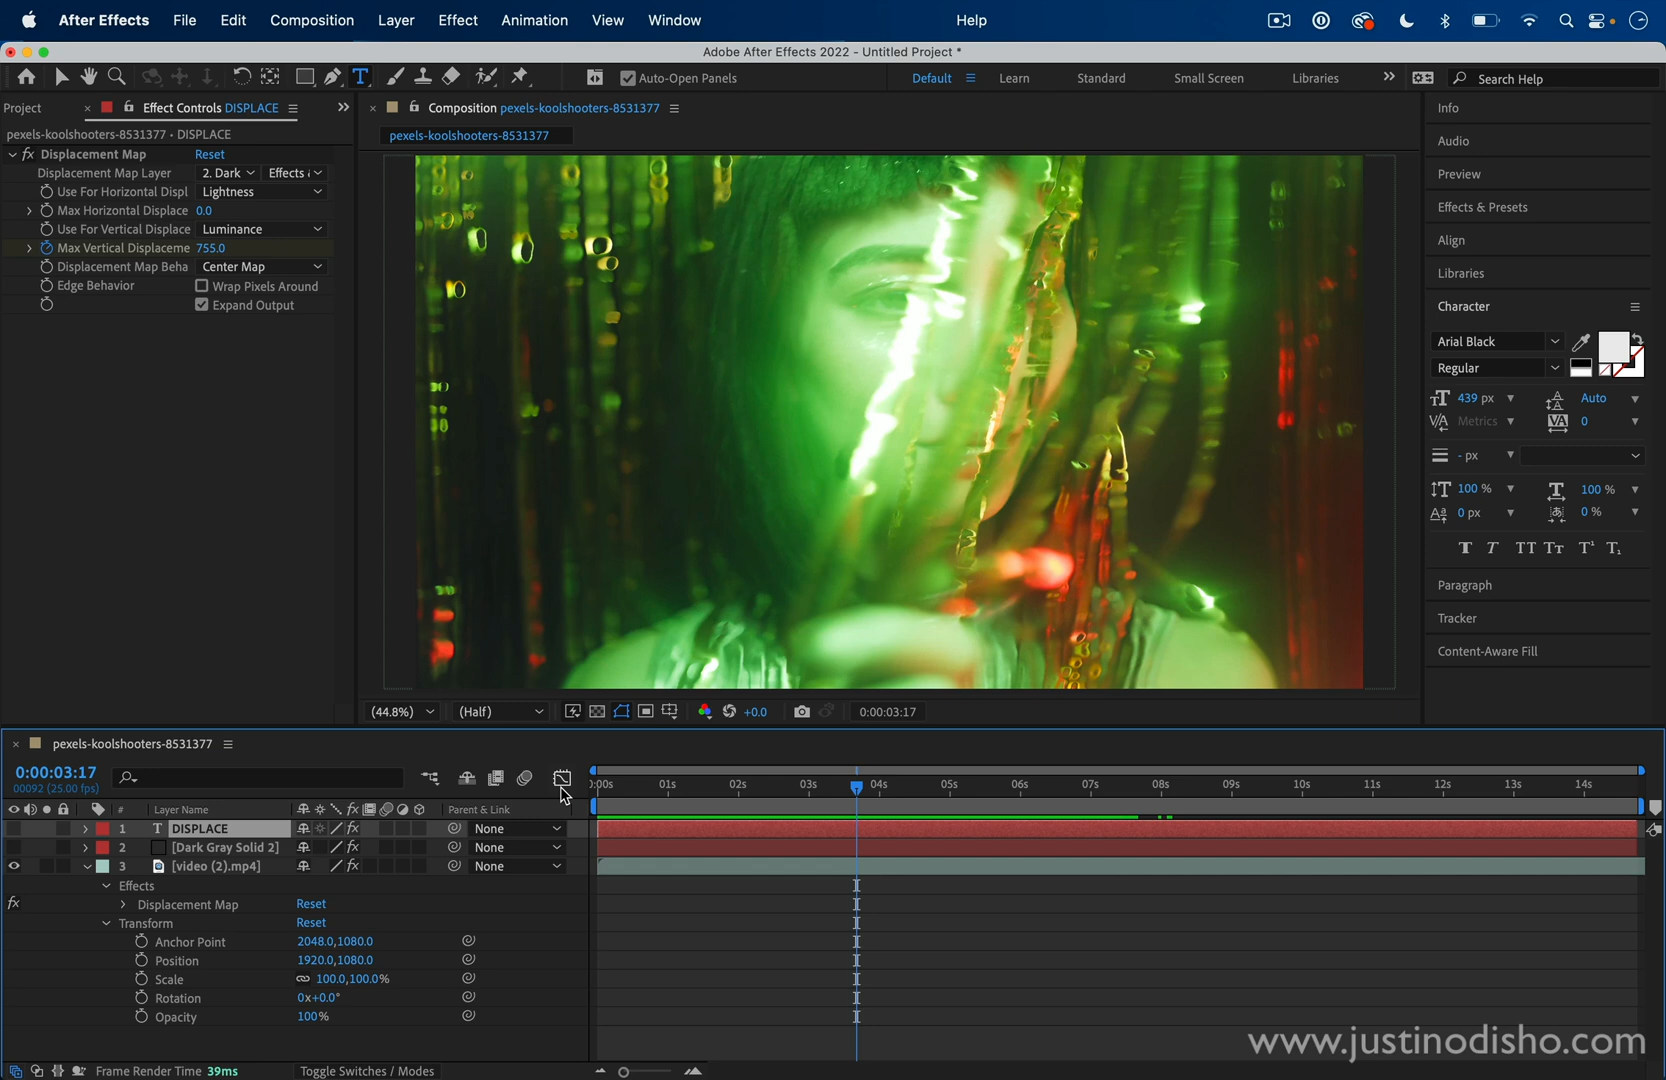 After Effects File Edit Composition Layer Effect Animation View Window Help
Adobe After Effects 2022 - Untitled Project *
Auto-Open Panels Default Learn Standard Small Screen Libraries Search Help
Project Effect Controls DISPLACE
pexels-koolshooters-8531377 • DISPLACE
fx Displacement Map Reset
Displacement Map Layer 2. Dark Effects
Use For Horizontal Displ Lightness
Max Horizontal Displace 0.0
Use For Vertical Displace Luminance
Max Vertical Displaceme 755.0
Displacement Map Beha Center Map
Edge Behavior Wrap Pixels Around
Expand Output
Composition pexels-koolshooters-8531377
pexels-koolshooters-8531377
(44.8%) (Half) +0.0 0:00:03:17
Info
Audio
Preview
Effects & Presets
Align
Libraries
Character
Arial Black
Regular
439 px Auto
Metrics 0
- px
100 % 100 %
0 px 0 %
T T TT Tt T¹ T₁
Paragraph
Tracker
Content-Aware Fill
pexels-koolshooters-8531377
0:00:03:17
00092 (25.00 fps)
:00s 01s 02s 03s 04s 05s 06s 07s 08s 09s 10s 11s 12s 13s 14s
# Layer Name fx Parent & Link
1 T DISPLACE fx None
2 [Dark Gray Solid 2] fx None
3 [video (2).mp4] fx None
Effects
fx Displacement Map Reset
Transform Reset
Anchor Point 2048.0,1080.0
Position 1920.0,1080.0
Scale 100.0,100.0%
Rotation 0x+0.0°
Opacity 100%
Frame Render Time 39ms Toggle Switches / Modes
www.justinodisho.com